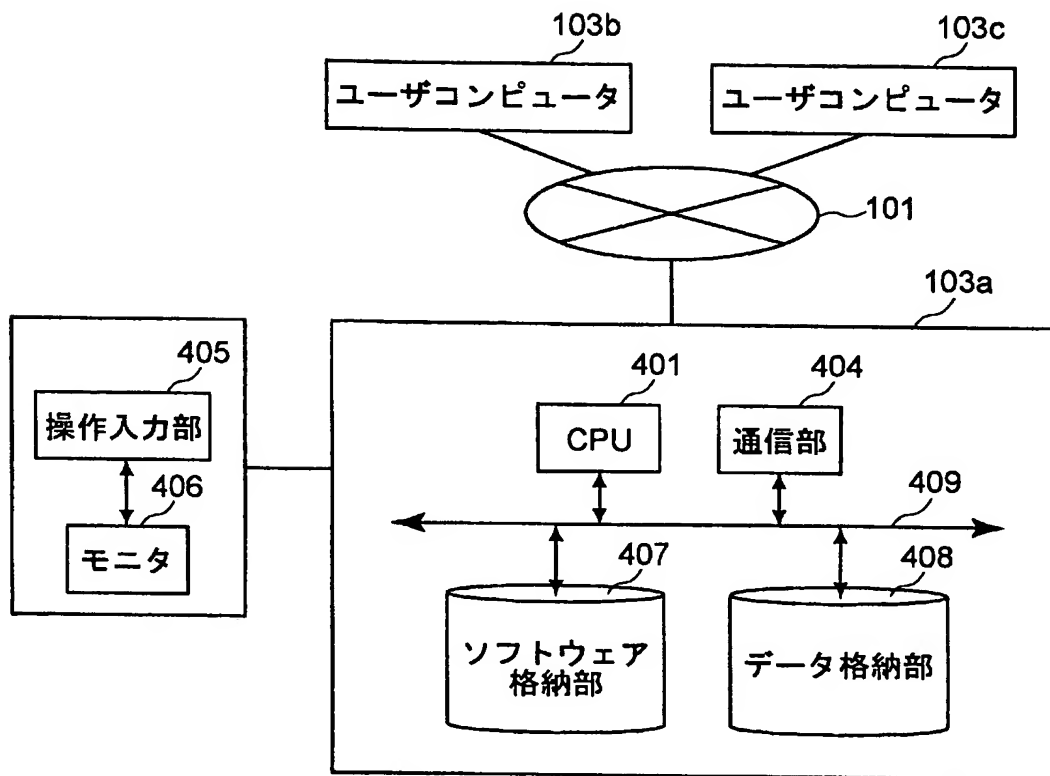 103b
103c
ユーザコンピュータ
ユーザコンピュータ
101
103a
405
操作入力部
406
モニタ
401
404
CPU
通信部
409
407
408
ソフトウェア
格納部
データ格納部